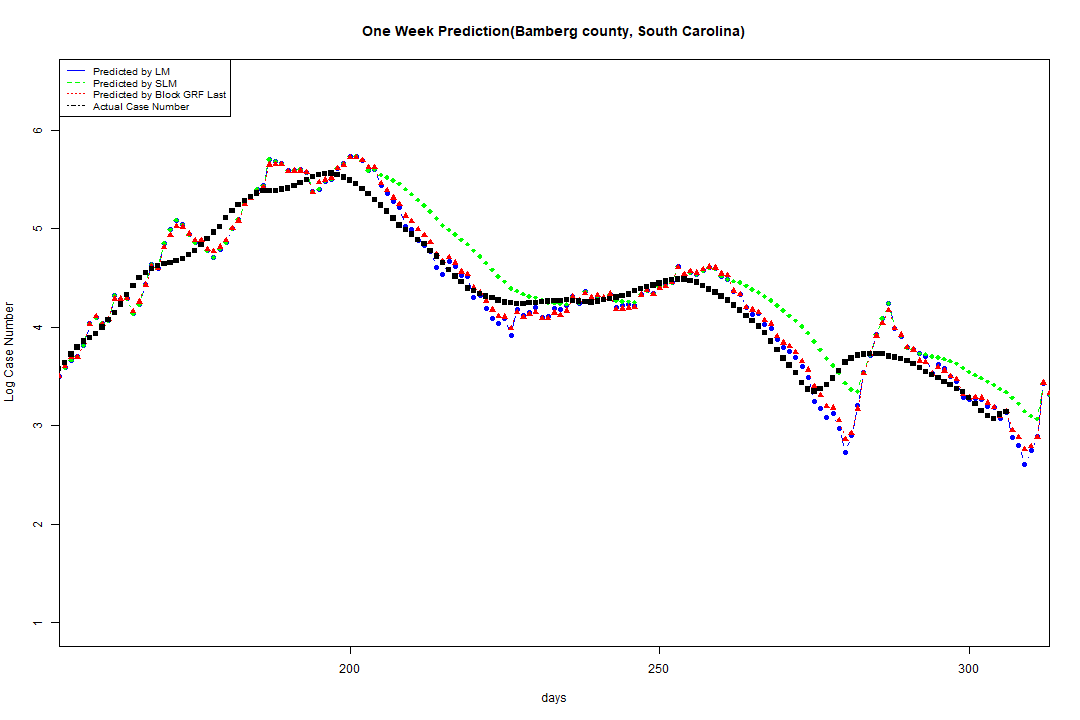 One Week Prediction(Bamberg county, South Carolina)
Predicted by LM
Predicted by SLM
Predicted by Block GRF Last
Actual Case Number
6
5
4
3
2
1
Log Case Number
200 250 300
days